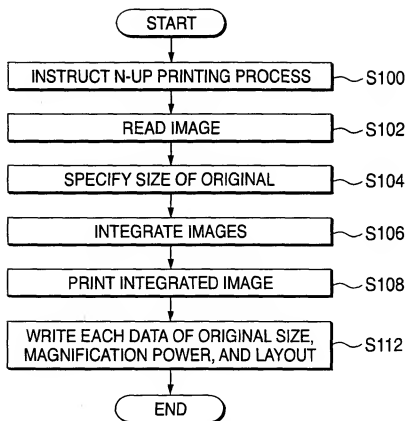 START
INSTRUCT N-UP PRINTING PROCESS S100
READ IMAGE S102
SPECIFY SIZE OF ORIGINAL S104
INTEGRATE IMAGES S106
PRINT INTEGRATED IMAGE S108
WRITE EACH DATA OF ORIGINAL SIZE,
MAGNIFICATION POWER, AND LAYOUT S112
END